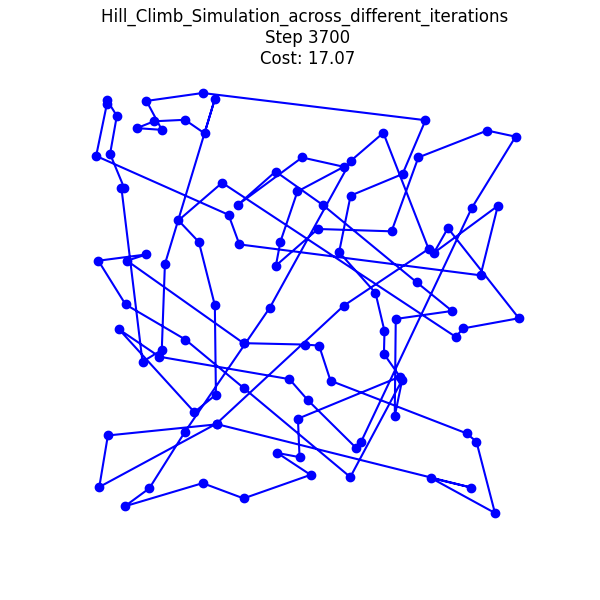 Hill_Climb_Simulation_across_different_iterations
Step 3700
Cost: 17.07